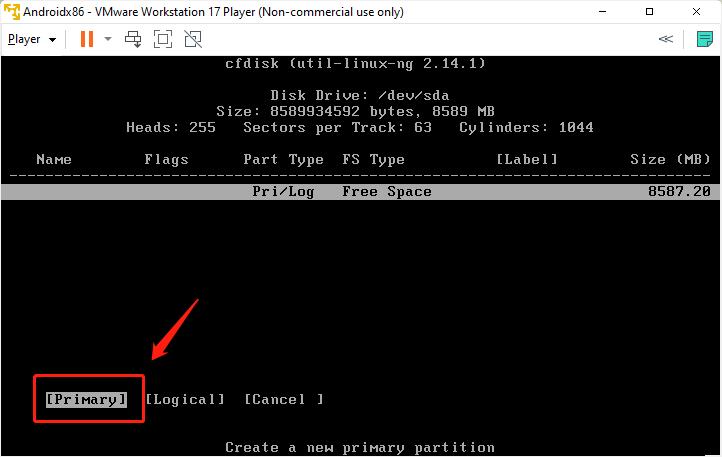 Androidx86 - VMware Workstation 17 Player (Non-commercial use only)
Player
cfdisk (util-linux-ng 2.14.1)
Disk Drive: /dev/sda
Size: 8589934592 bytes, 8589 MB
Heads: 255   Sectors per Track: 63   Cylinders: 1044
Name   Flags   Part Type   FS Type   [Label]   Size (MB)
Pri/Log   Free Space   8587.20
[Primary]   [Logical]   [Cancel ]
Create a new primary partition